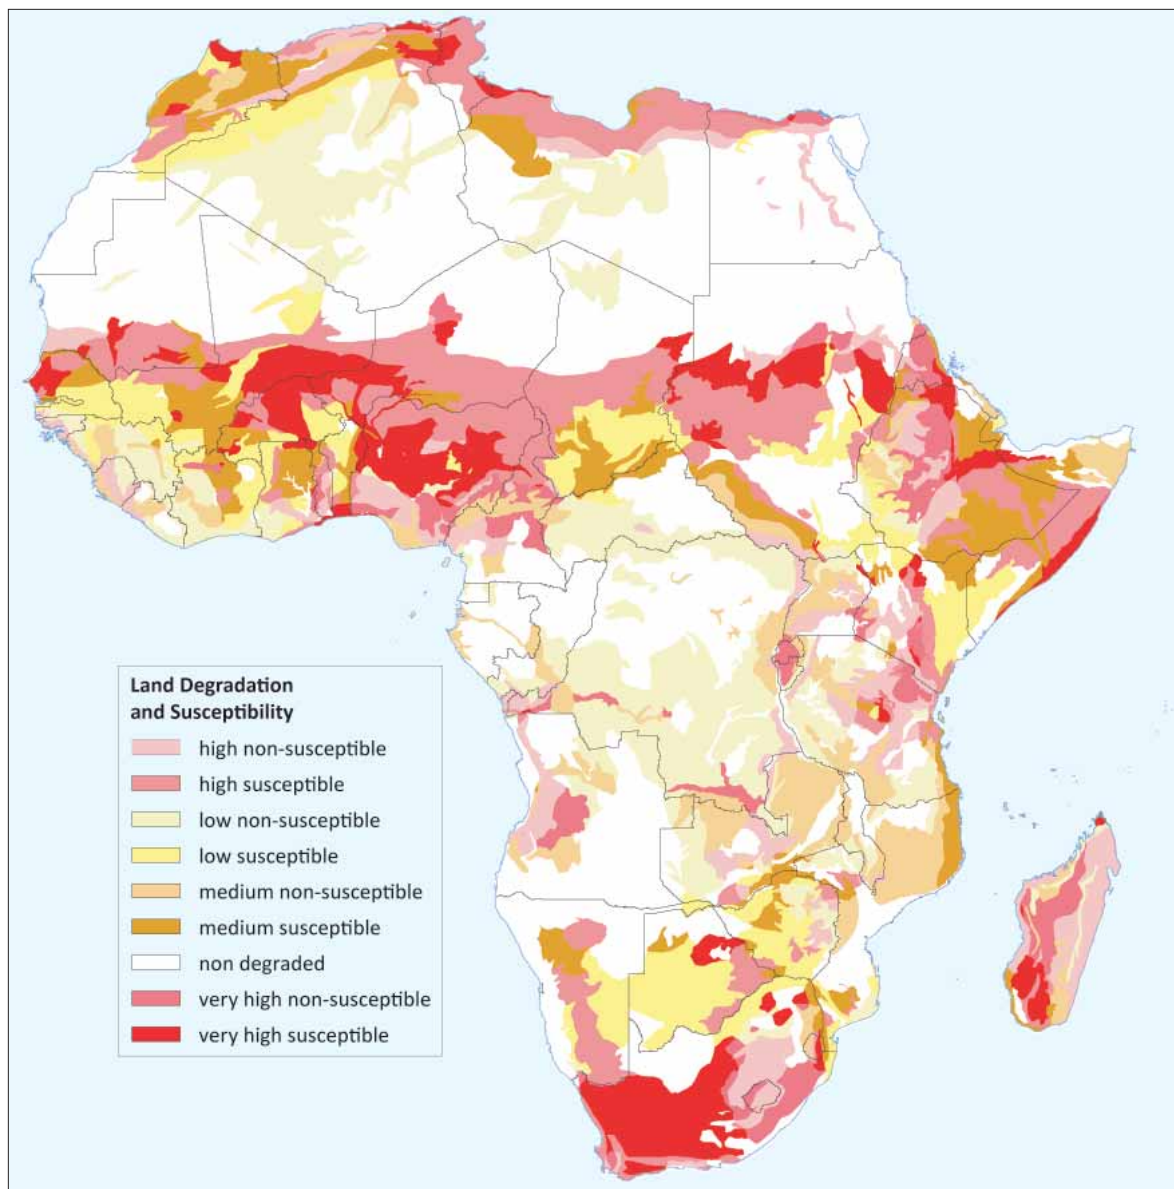 Land Degradation
and Susceptibility
high non-susceptible
high susceptible
low non-susceptible
low susceptible
medium non-susceptible
medium susceptible
non degraded
very high non-susceptible
very high susceptible